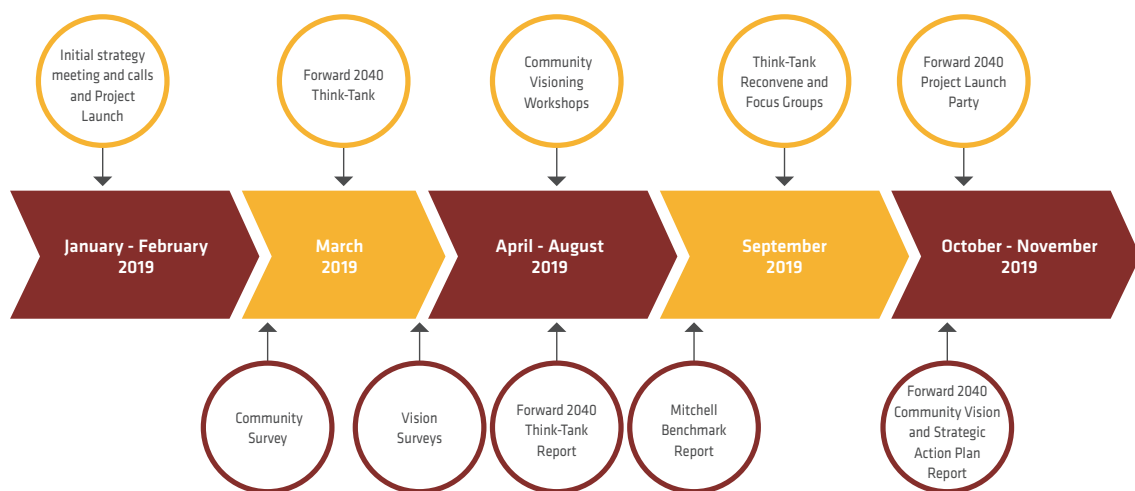 Initial strategy
meeting and calls
and Project
Launch
Forward 2040
Think-Tank
Community
Visioning
Workshops
Think-Tank
Reconvene and
Focus Groups
Forward 2040
Project Launch
Party
January - February
2019
March
2019
April - August
2019
September
2019
October - November
2019
Community
Survey
Vision
Surveys
Forward 2040
Think-Tank
Report
Mitchell
Benchmark
Report
Forward 2040
Community Vision
and Strategic
Action Plan
Report